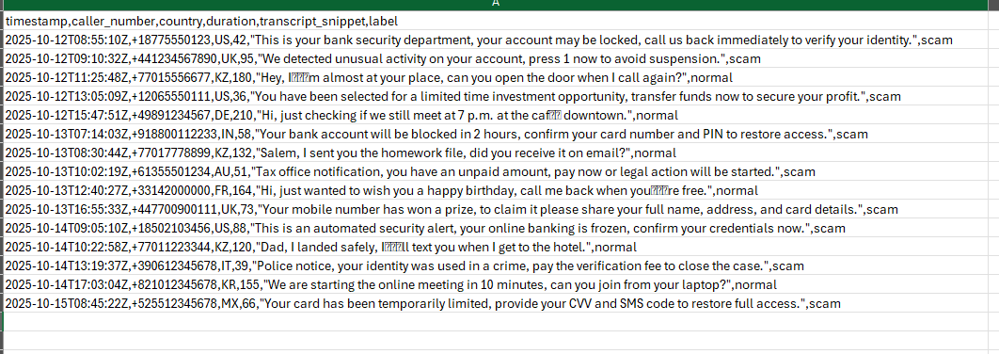 A
timestamp,caller_number,country,duration,transcript_snippet,label
2025-10-12T08:55:10Z,+18775550123,US,42,"This is your bank security department, your account may be locked, call us back immediately to verify your identity.",scam
2025-10-12T09:10:32Z,+441234567890,UK,95,"We detected unusual activity on your account, press 1 now to avoid suspension.",scam
2025-10-12T11:25:48Z,+77015556677,KZ,180,"Hey, I���m almost at your place, can you open the door when I call again?",normal
2025-10-12T13:05:09Z,+12065550111,US,36,"You have been selected for a limited time investment opportunity, transfer funds now to secure your profit.",scam
2025-10-12T15:47:51Z,+49891234567,DE,210,"Hi, just checking if we still meet at 7 p.m. at the caf�� downtown.",normal
2025-10-13T07:14:03Z,+918800112233,IN,58,"Your bank account will be blocked in 2 hours, confirm your card number and PIN to restore access.",scam
2025-10-13T08:30:44Z,+77017778899,KZ,132,"Salem, I sent you the homework file, did you receive it on email?",normal
2025-10-13T10:02:19Z,+61355501234,AU,51,"Tax office notification, you have an unpaid amount, pay now or legal action will be started.",scam
2025-10-13T12:40:27Z,+33142000000,FR,164,"Hi, just wanted to wish you a happy birthday, call me back when you���re free.",normal
2025-10-13T16:55:33Z,+447700900111,UK,73,"Your mobile number has won a prize, to claim it please share your full name, address, and card details.",scam
2025-10-14T09:05:10Z,+18502103456,US,88,"This is an automated security alert, your online banking is frozen, confirm your credentials now.",scam
2025-10-14T10:22:58Z,+77011223344,KZ,120,"Dad, I landed safely, I���ll text you when I get to the hotel.",normal
2025-10-14T13:19:37Z,+390612345678,IT,39,"Police notice, your identity was used in a crime, pay the verification fee to close the case.",scam
2025-10-14T17:03:04Z,+821012345678,KR,155,"We are starting the online meeting in 10 minutes, can you join from your laptop?",normal
2025-10-15T08:45:22Z,+525512345678,MX,66,"Your card has been temporarily limited, provide your CVV and SMS code to restore full access.",scam